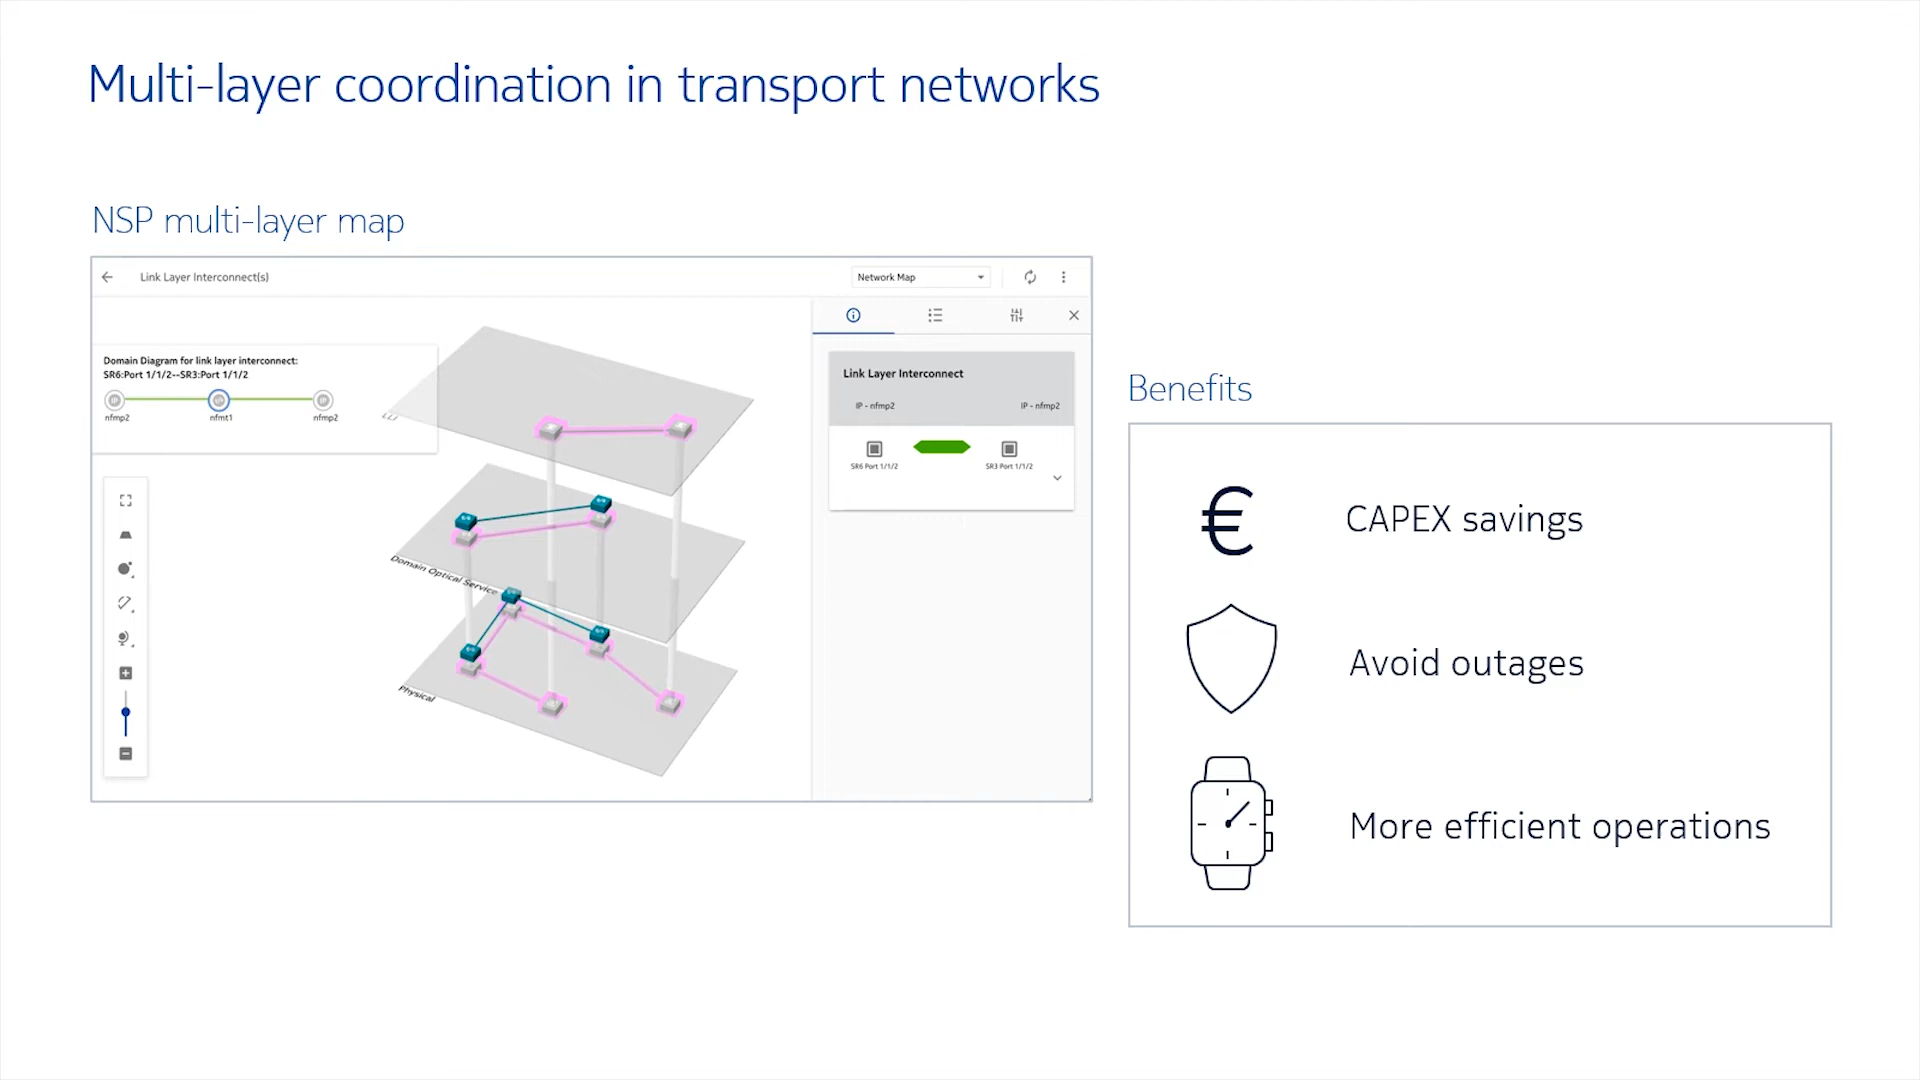 Multi-layer coordination in transport networks
NSP multi-layer map
Link Layer Interconnect(s)
Network Map
Domain Diagram for link layer interconnect:
SR6:Port 1/1/2--SR3:Port 1/1/2
IP
IP
nfmp2
nfmt1
nfmp2
Link Layer Interconnect
IP - nfmp2
IP - nfmp2
SR6 Port 1/1/2
SR3 Port 1/1/2
Domain Optical Service
Physical
Benefits
€
CAPEX savings
Avoid outages
More efficient operations